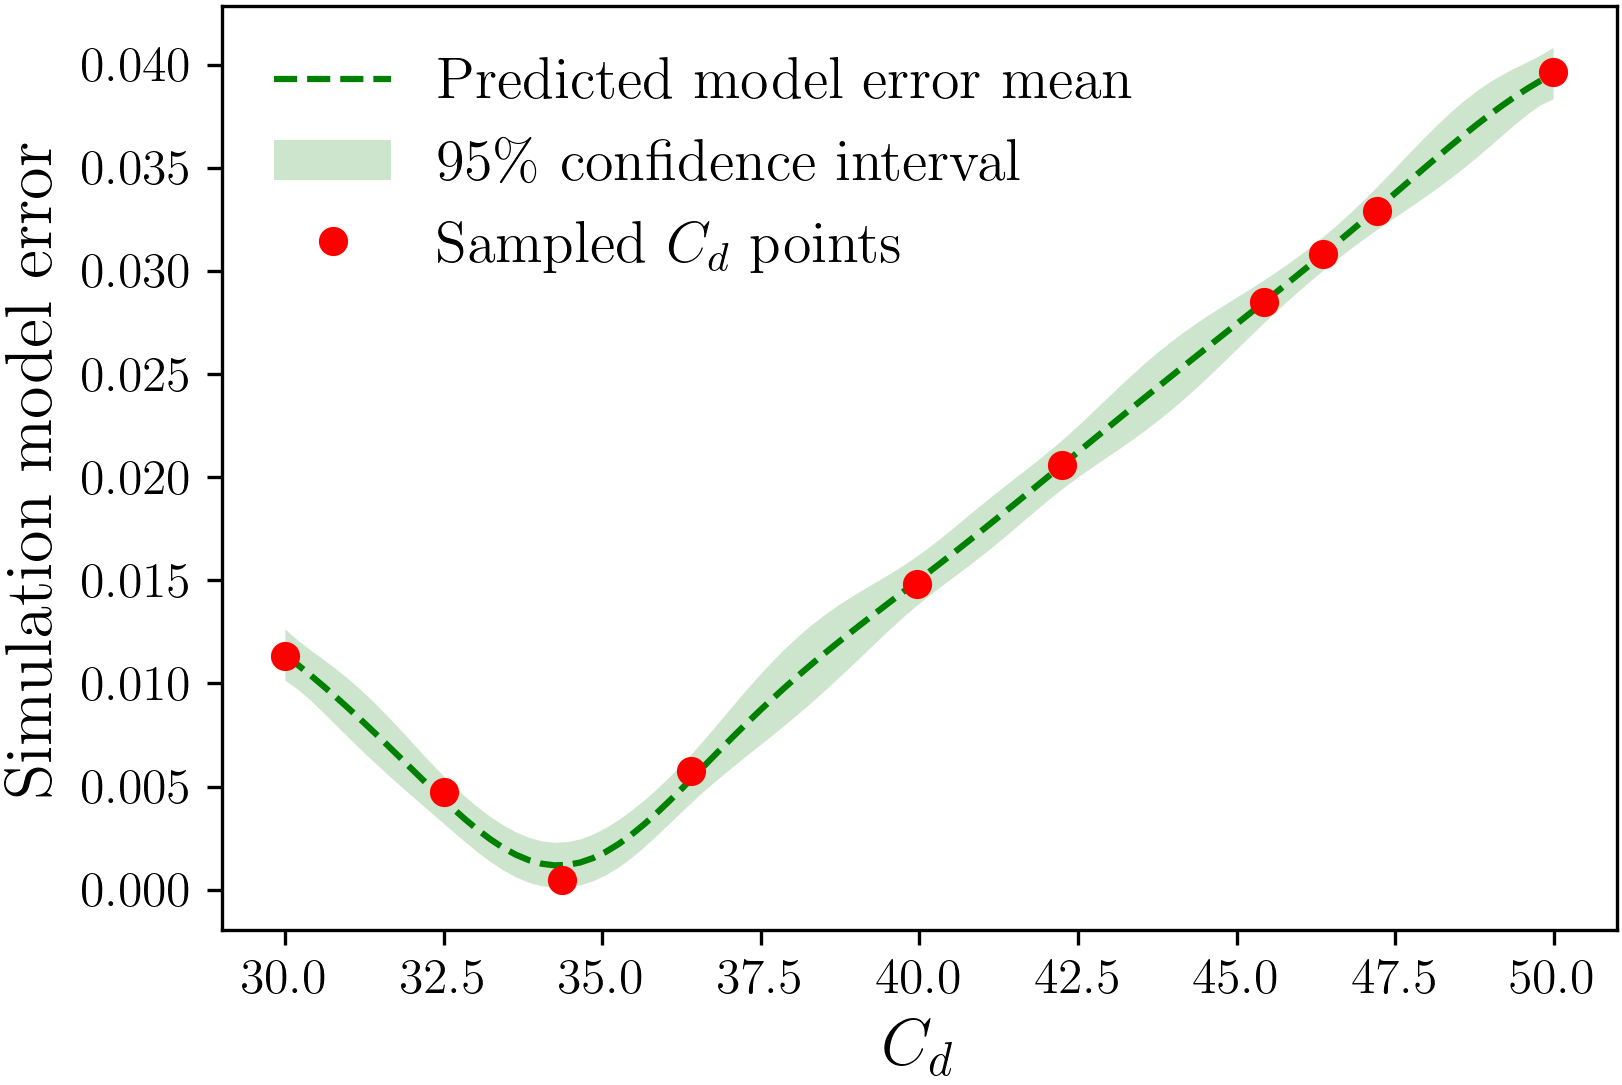 Predicted model error mean
95% confidence interval
Sampled C_d points
Simulation model error
0.040
0.035
0.030
0.025
0.020
0.015
0.010
0.005
0.000
30.0 32.5 35.0 37.5 40.0 42.5 45.0 47.5 50.0
C_d